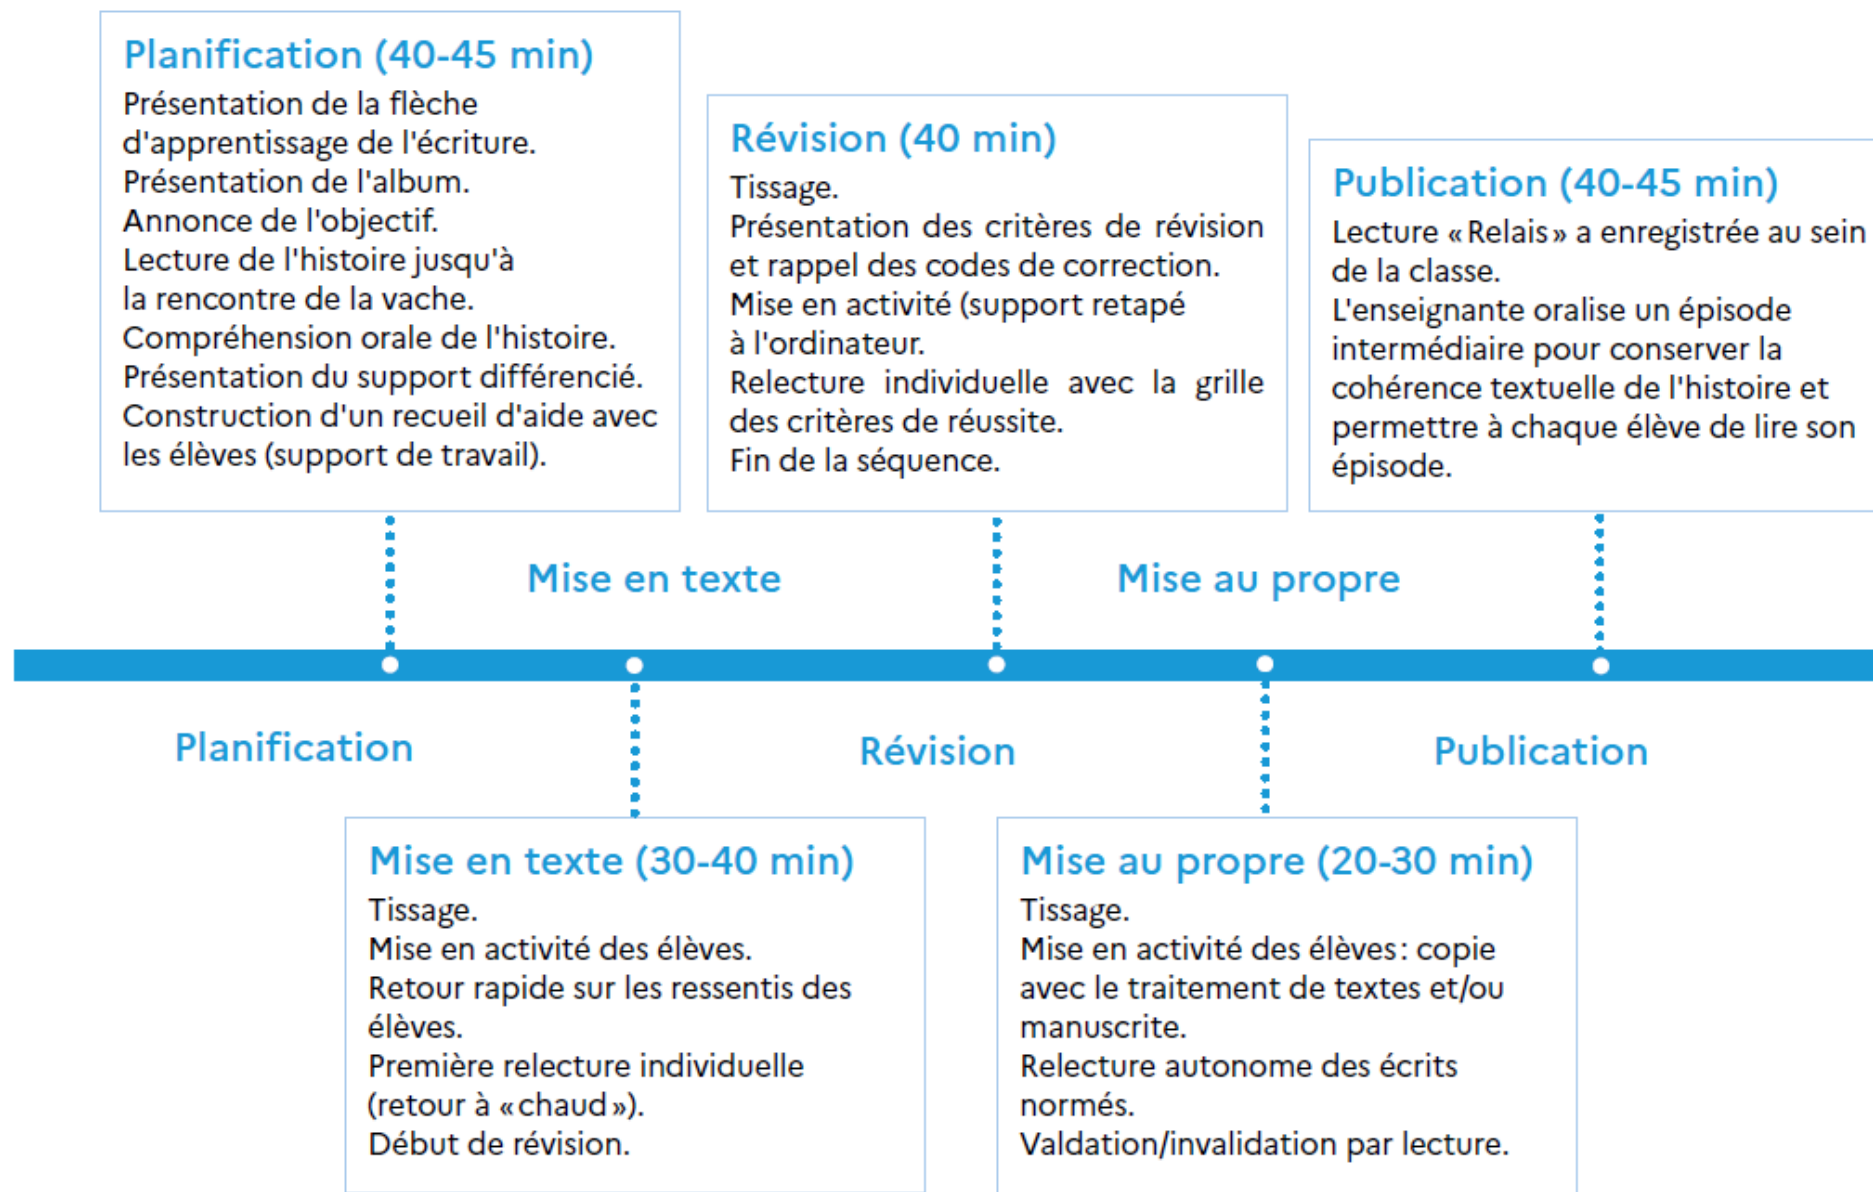 Planification (40-45 min)
Présentation de la flèche
d'apprentissage de l'écriture.
Présentation de l'album.
Annonce de l'objectif.
Lecture de l'histoire jusqu'à
la rencontre de la vache.
Compréhension orale de l'histoire.
Présentation du support différencié.
Construction d'un recueil d'aide avec
les élèves (support de travail).
Révision (40 min)
Tissage.
Présentation des critères de révision
et rappel des codes de correction.
Mise en activité (support retapé
à l'ordinateur.
Relecture individuelle avec la grille
des critères de réussite.
Fin de la séquence.
Publication (40-45 min)
Lecture « Relais » a enregistrée au sein
de la classe.
L'enseignante oralise un épisode
intermédiaire pour conserver la
cohérence textuelle de l'histoire et
permettre à chaque élève de lire son
épisode.
Mise en texte
Mise au propre
Planification
Révision
Publication
Mise en texte (30-40 min)
Tissage.
Mise en activité des élèves.
Retour rapide sur les ressentis des
élèves.
Première relecture individuelle
(retour à « chaud »).
Début de révision.
Mise au propre (20-30 min)
Tissage.
Mise en activité des élèves : copie
avec le traitement de textes et/ou
manuscrite.
Relecture autonome des écrits
normés.
Valdation/invalidation par lecture.